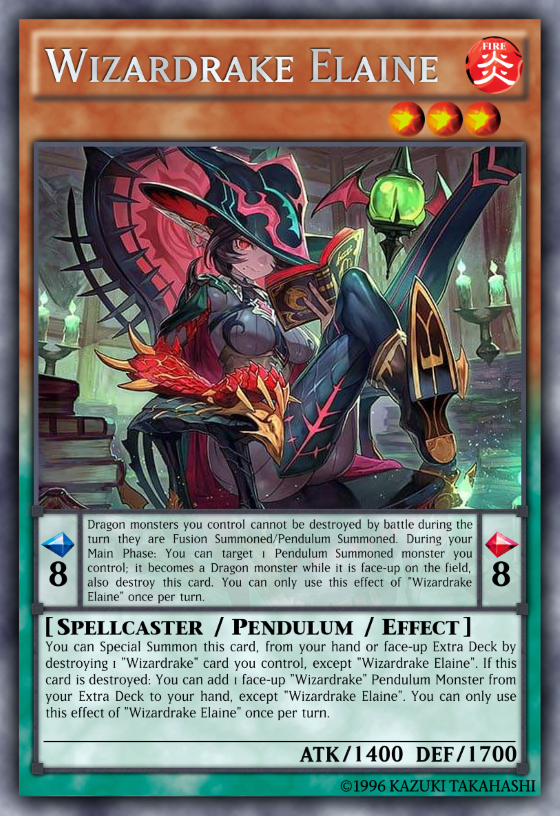 Wizardrake Elaine
FIRE
炎
Dragon monsters you control cannot be destroyed by battle during the
turn they are Fusion Summoned/Pendulum Summoned. During your
Main Phase: You can target 1 Pendulum Summoned monster you
control; it becomes a Dragon monster while it is face-up on the field,
also destroy this card. You can only use this effect of "Wizardrake
Elaine" once per turn.
8
8
[ Spellcaster / Pendulum / Effect ]
You can Special Summon this card, from your hand or face-up Extra Deck by
destroying 1 "Wizardrake" card you control, except "Wizardrake Elaine". If this
card is destroyed: You can add 1 face-up "Wizardrake" Pendulum Monster from
your Extra Deck to your hand, except "Wizardrake Elaine". You can only use
this effect of "Wizardrake Elaine" once per turn.
ATK/1400 DEF/1700
©1996 KAZUKI TAKAHASHI